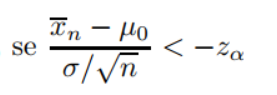 se $\frac{\overline{x}_n - \mu_0}{\sigma/\sqrt{n}} < -z_\alpha$